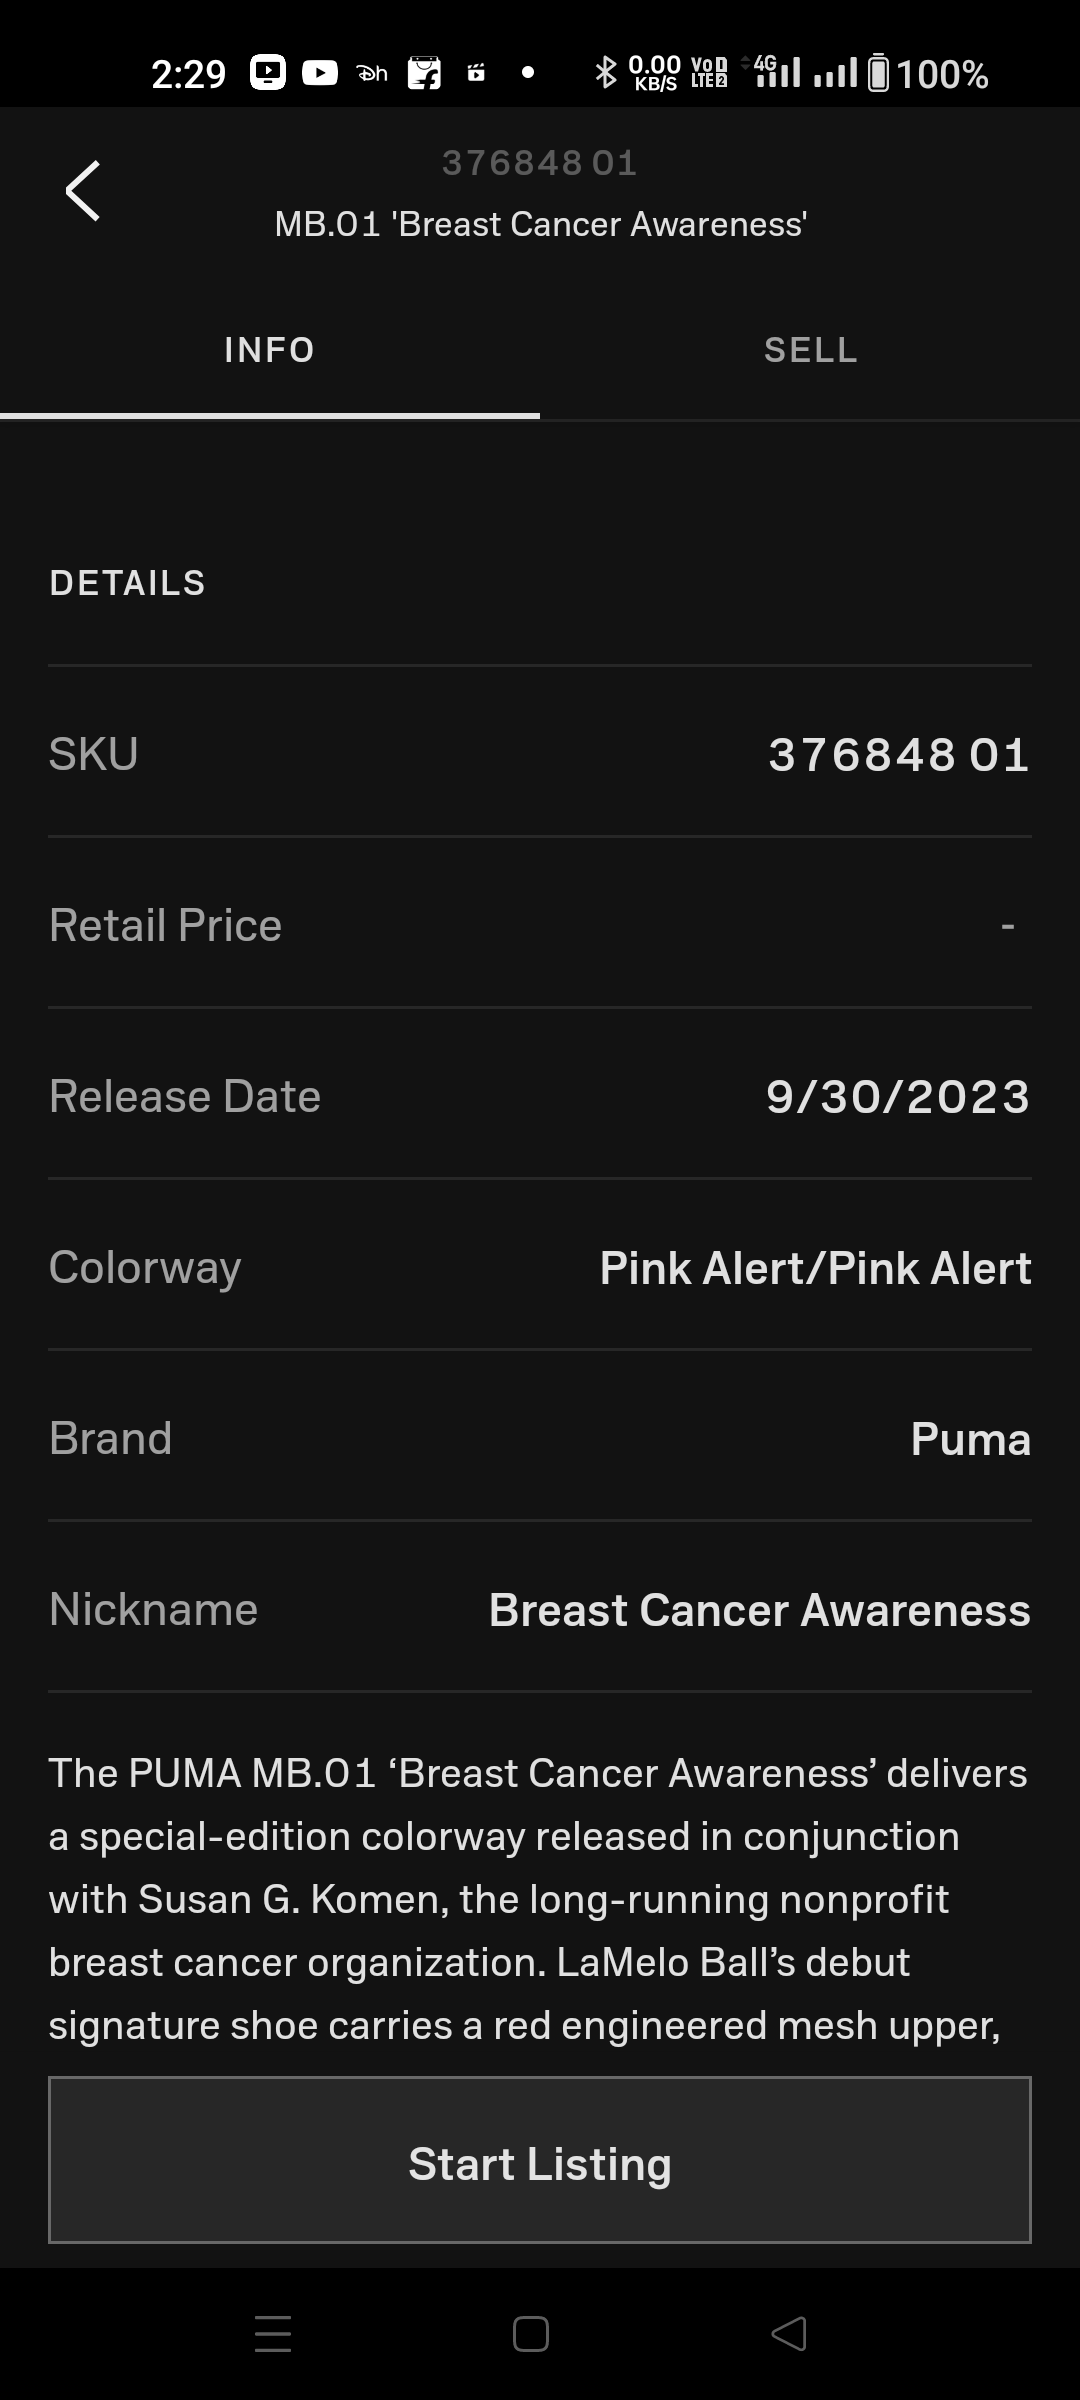 2:29 0.00 KB/S Vo LTE 1 2 4G 100%
376848 01
MB.01 'Breast Cancer Awareness'
INFO SELL
DETAILS
SKU 376848 01
Retail Price -
Release Date 9/30/2023
Colorway Pink Alert/Pink Alert
Brand Puma
Nickname Breast Cancer Awareness
The PUMA MB.01 ‘Breast Cancer Awareness’ delivers
a special-edition colorway released in conjunction
with Susan G. Komen, the long-running nonprofit
breast cancer organization. LaMelo Ball’s debut
signature shoe carries a red engineered mesh upper,
Start Listing